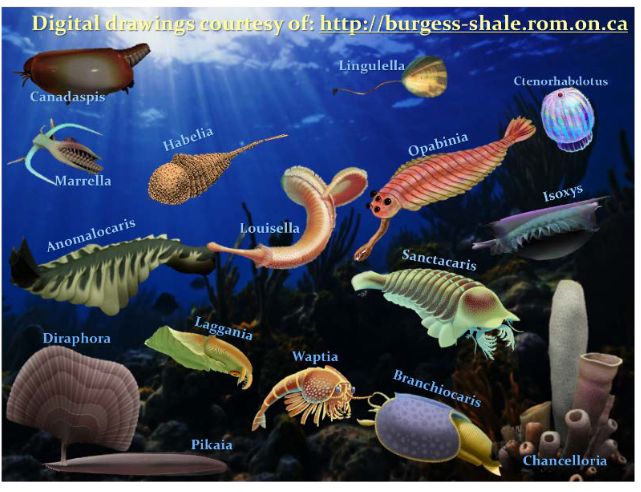 Digital drawings courtesy of: http://burgess-shale.rom.on.ca
Canadaspis
Lingulella
Ctenorhabdotus
Marrella
Habelia
Opabinia
Isoxys
Anomalocaris
Louisella
Sanctacaris
Diraphora
Laggania
Waptia
Branchiocaris
Pikaia
Chancelloria